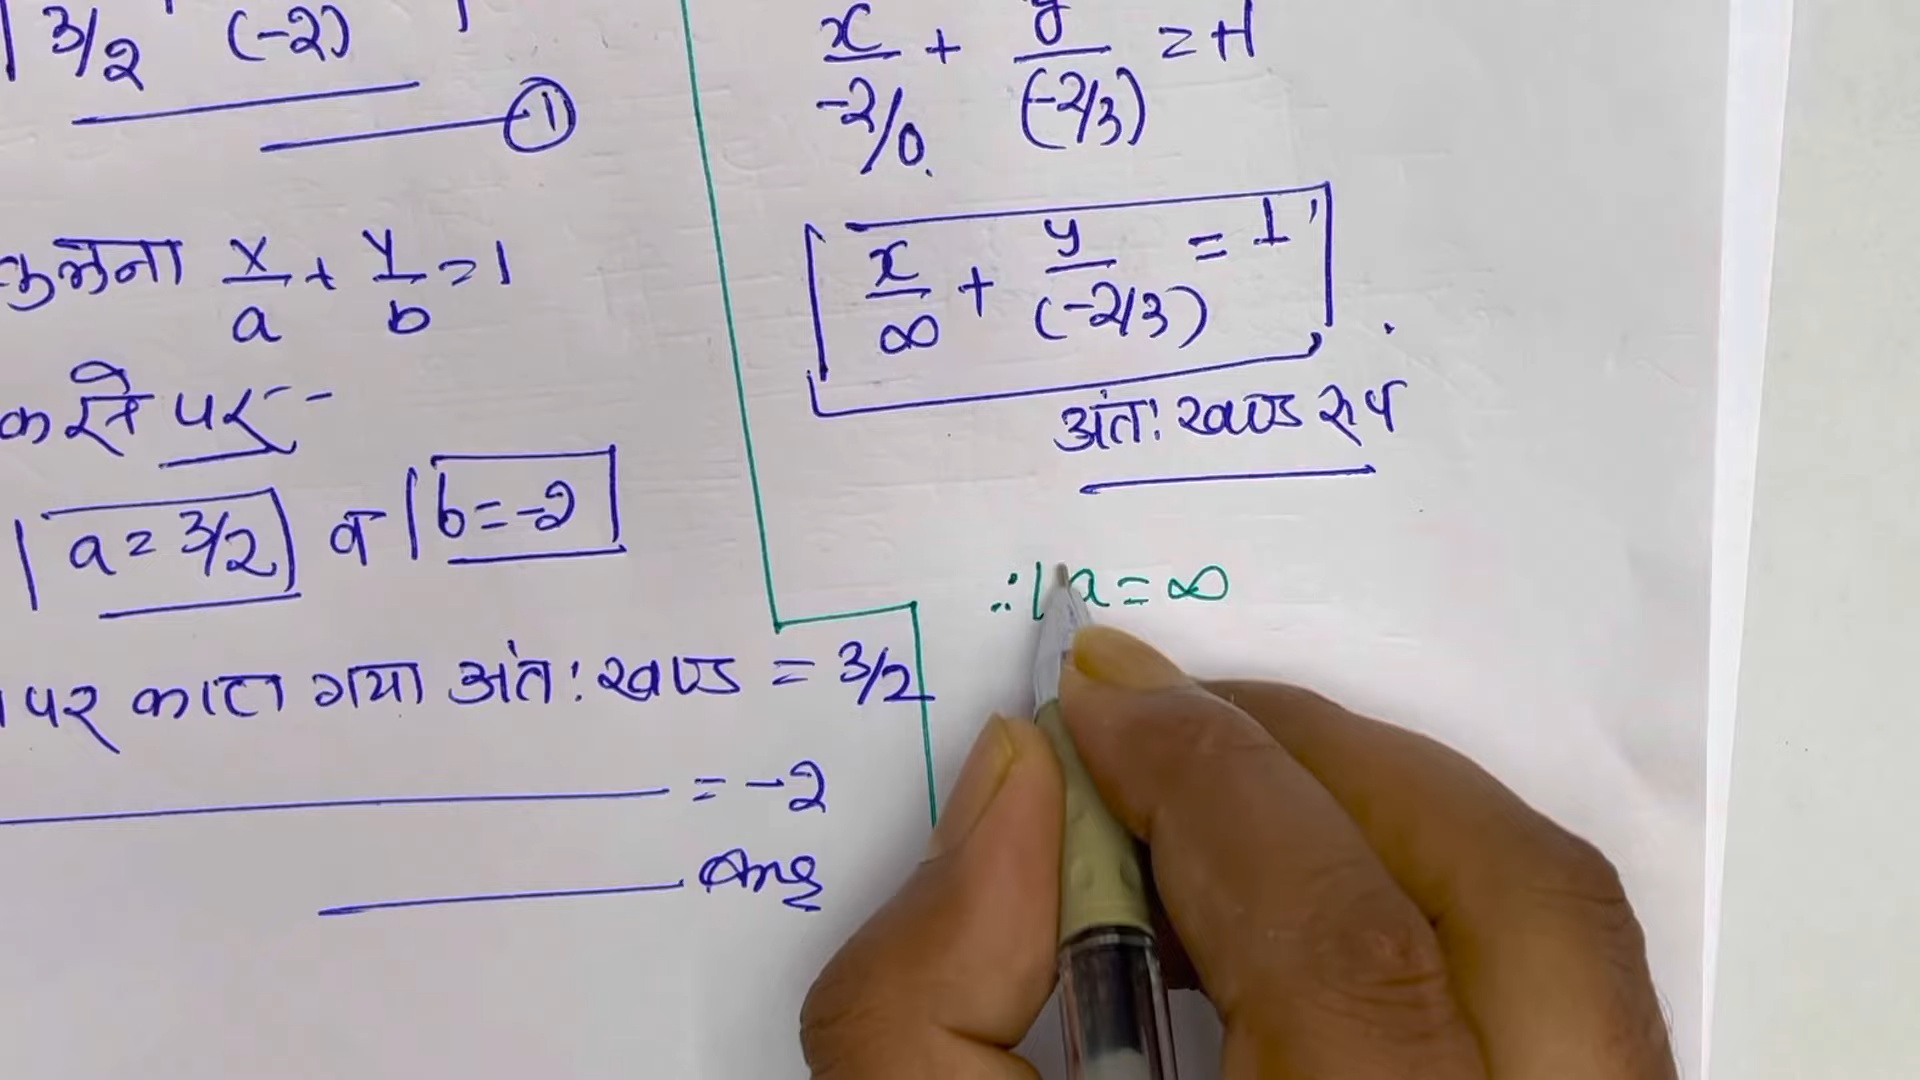 3/2 (-2)
①
तुलना x/a + y/b = 1
करने पर :-
a = 3/2 व b = -2
पर काटा गया अंत: खण्ड = 3/2
= -2
Ans
x/-2/0 + y/(-2/3) = +1
x/∞ + y/(-2/3) = 1
अंत: खण्ड रूप
∴ a = ∞